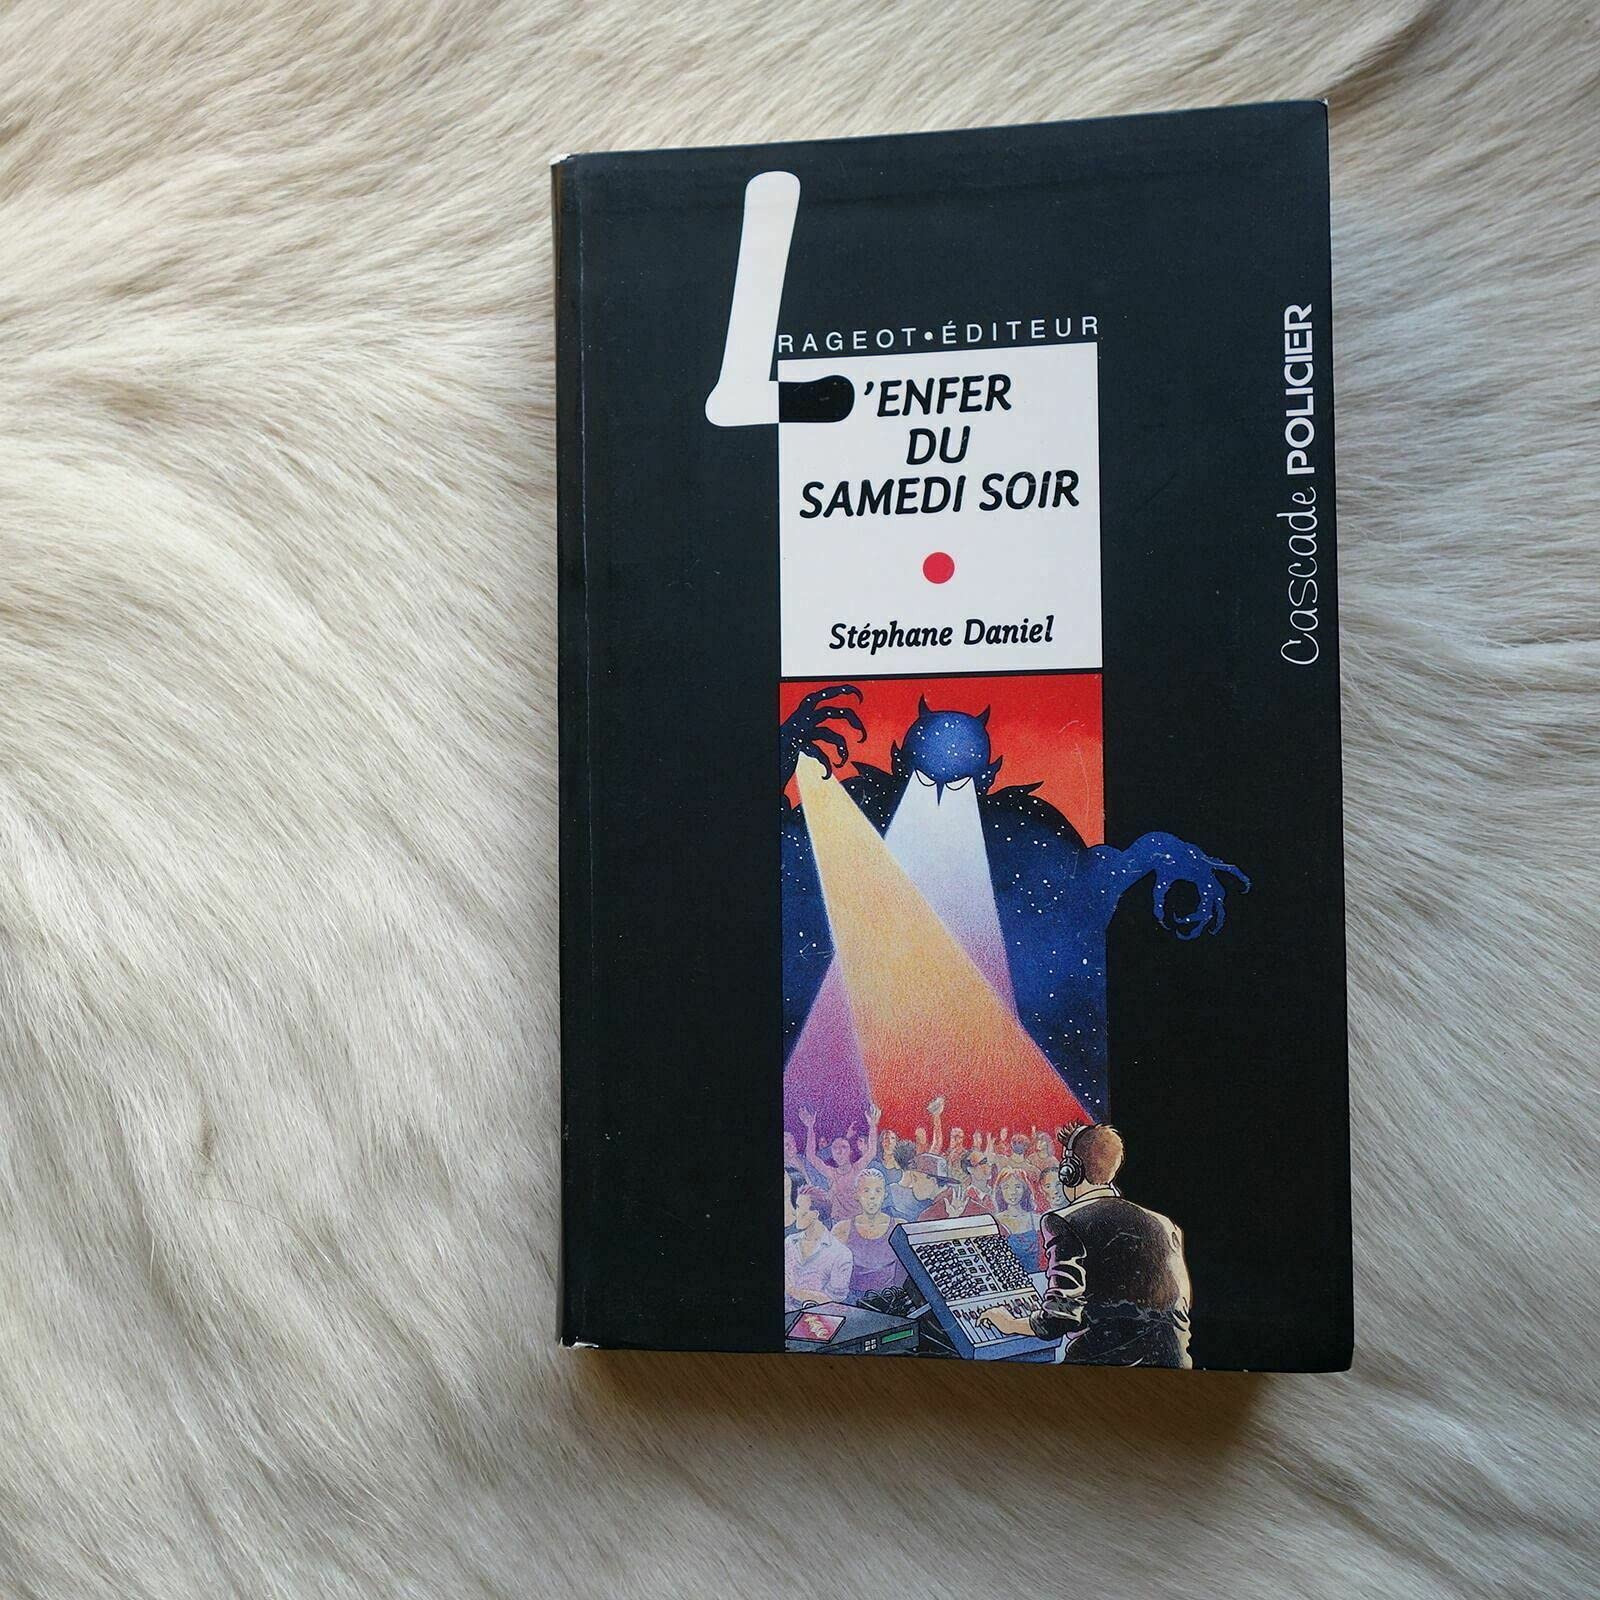 RAGEOT•ÉDITEUR
L'ENFER
DU
SAMEDI SOIR
Stéphane Daniel
Cascade POLICIER